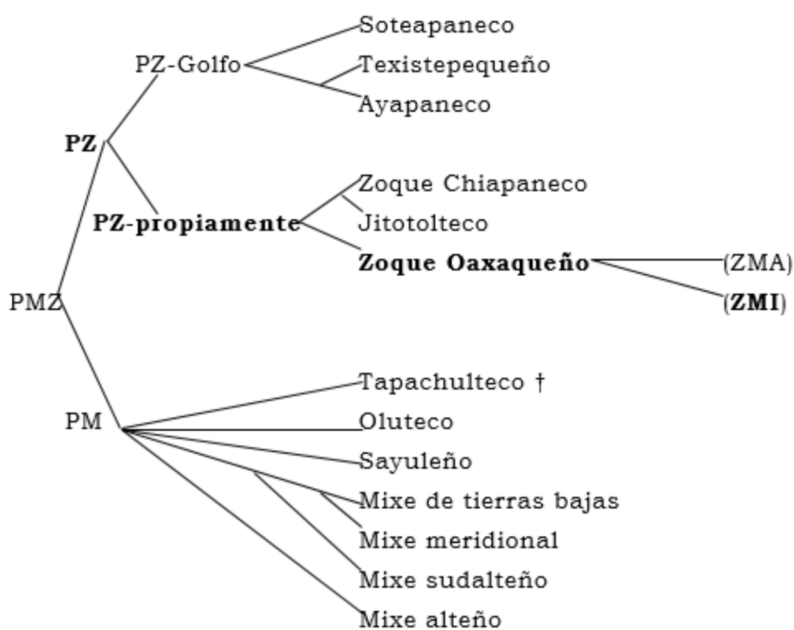 Soteapaneco
PZ-Golfo
Texistepequeño
Ayapaneco
PZ
Zoque Chiapaneco
PZ-propiamente
Jitotolteco
Zoque Oaxaqueño
(ZMA)
PMZ
(ZMI)
Tapachulteco †
PM
Oluteco
Sayuleño
Mixe de tierras bajas
Mixe meridional
Mixe sudalteño
Mixe alteño